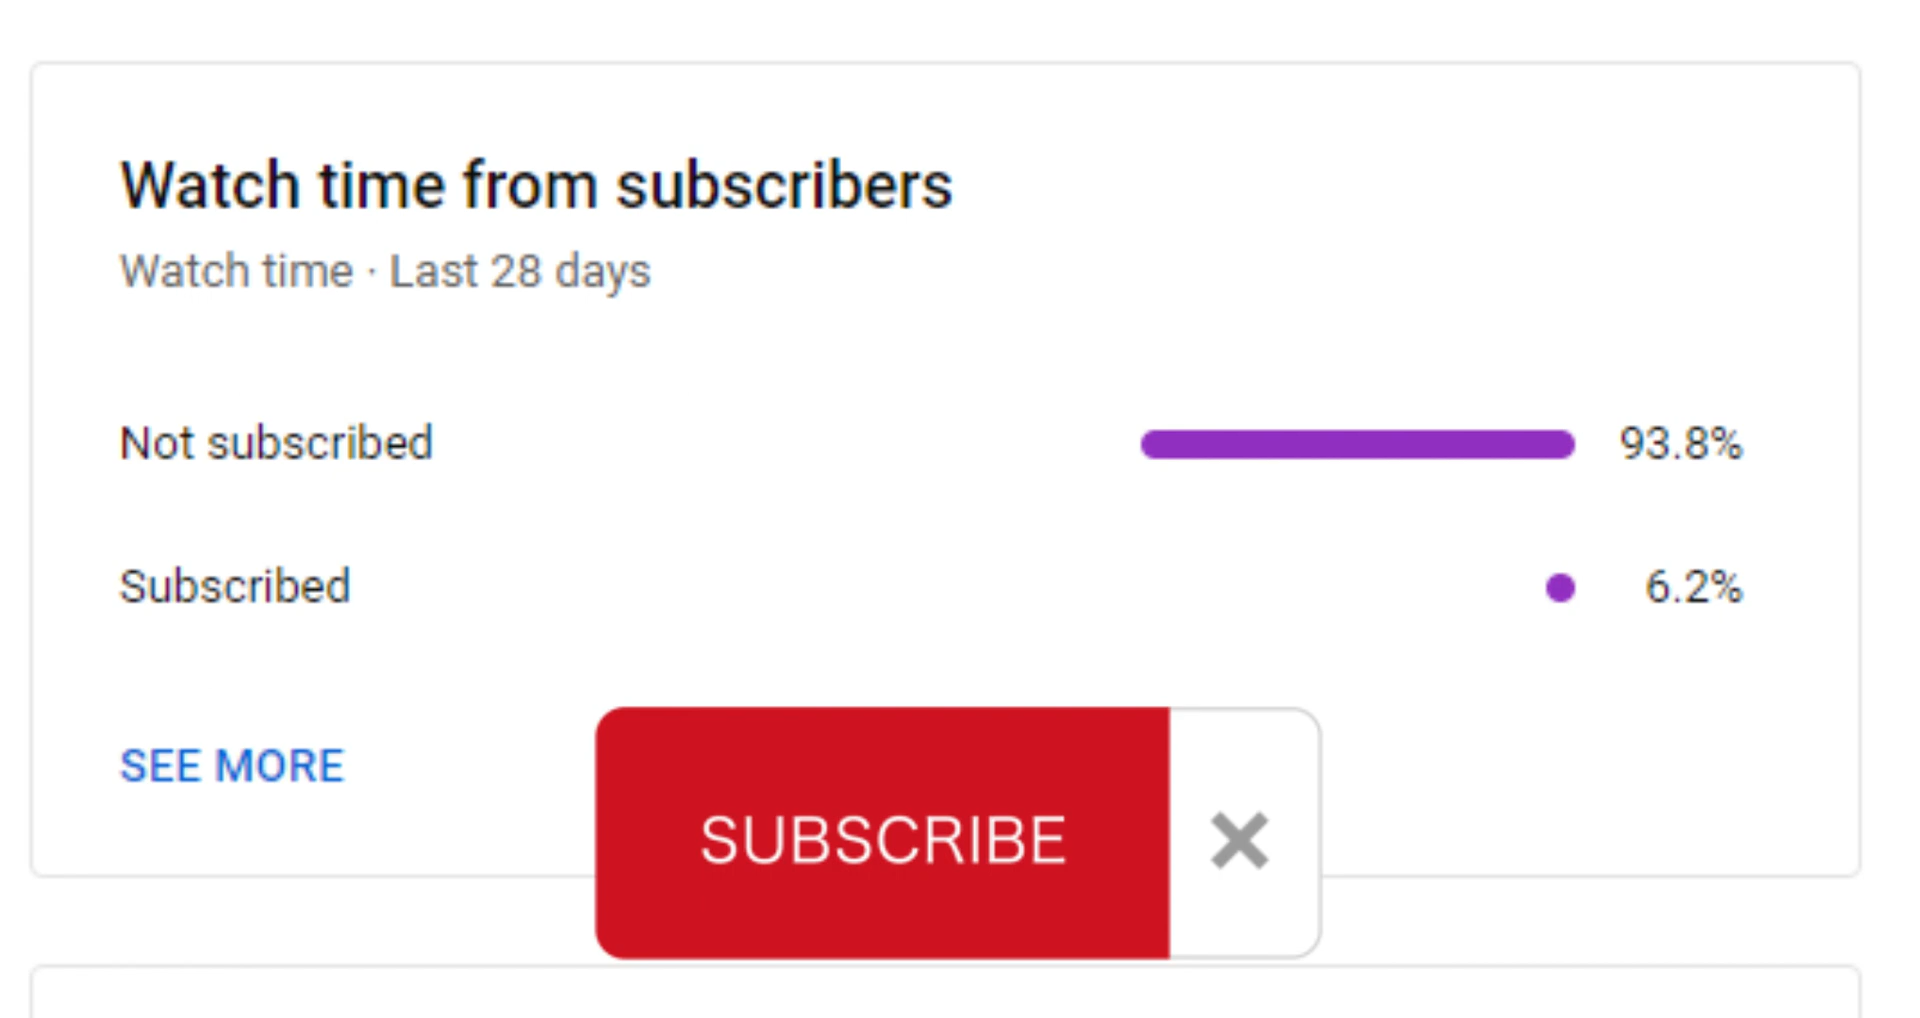 Watch time from subscribers
Watch time · Last 28 days
Not subscribed 93.8%
Subscribed 6.2%
SEE MORE
SUBSCRIBE